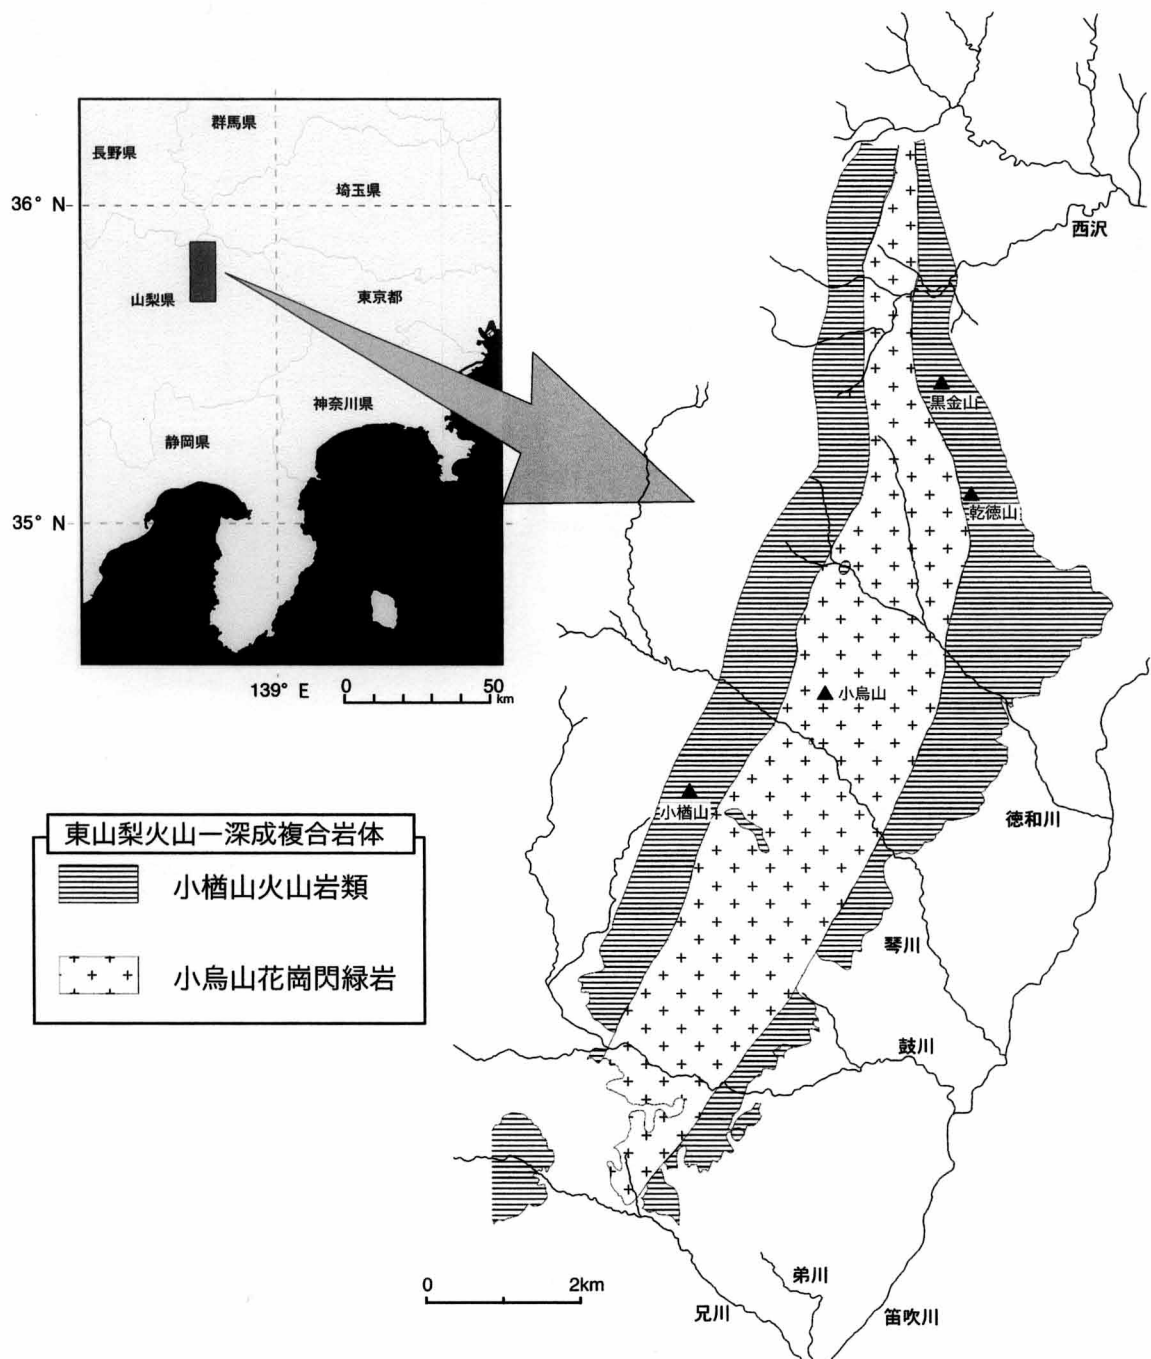 群馬県
長野県
埼玉県
36° N
山梨県
東京都
神奈川県
静岡県
35° N
139° E
0
50
km
西沢
黒金山
乾徳山
小烏山
小楢山
徳和川
琴川
鼓川
弟川
兄川
笛吹川
東山梨火山ー深成複合岩体
小楢山火山岩類
小烏山花崗閃緑岩
0
2km